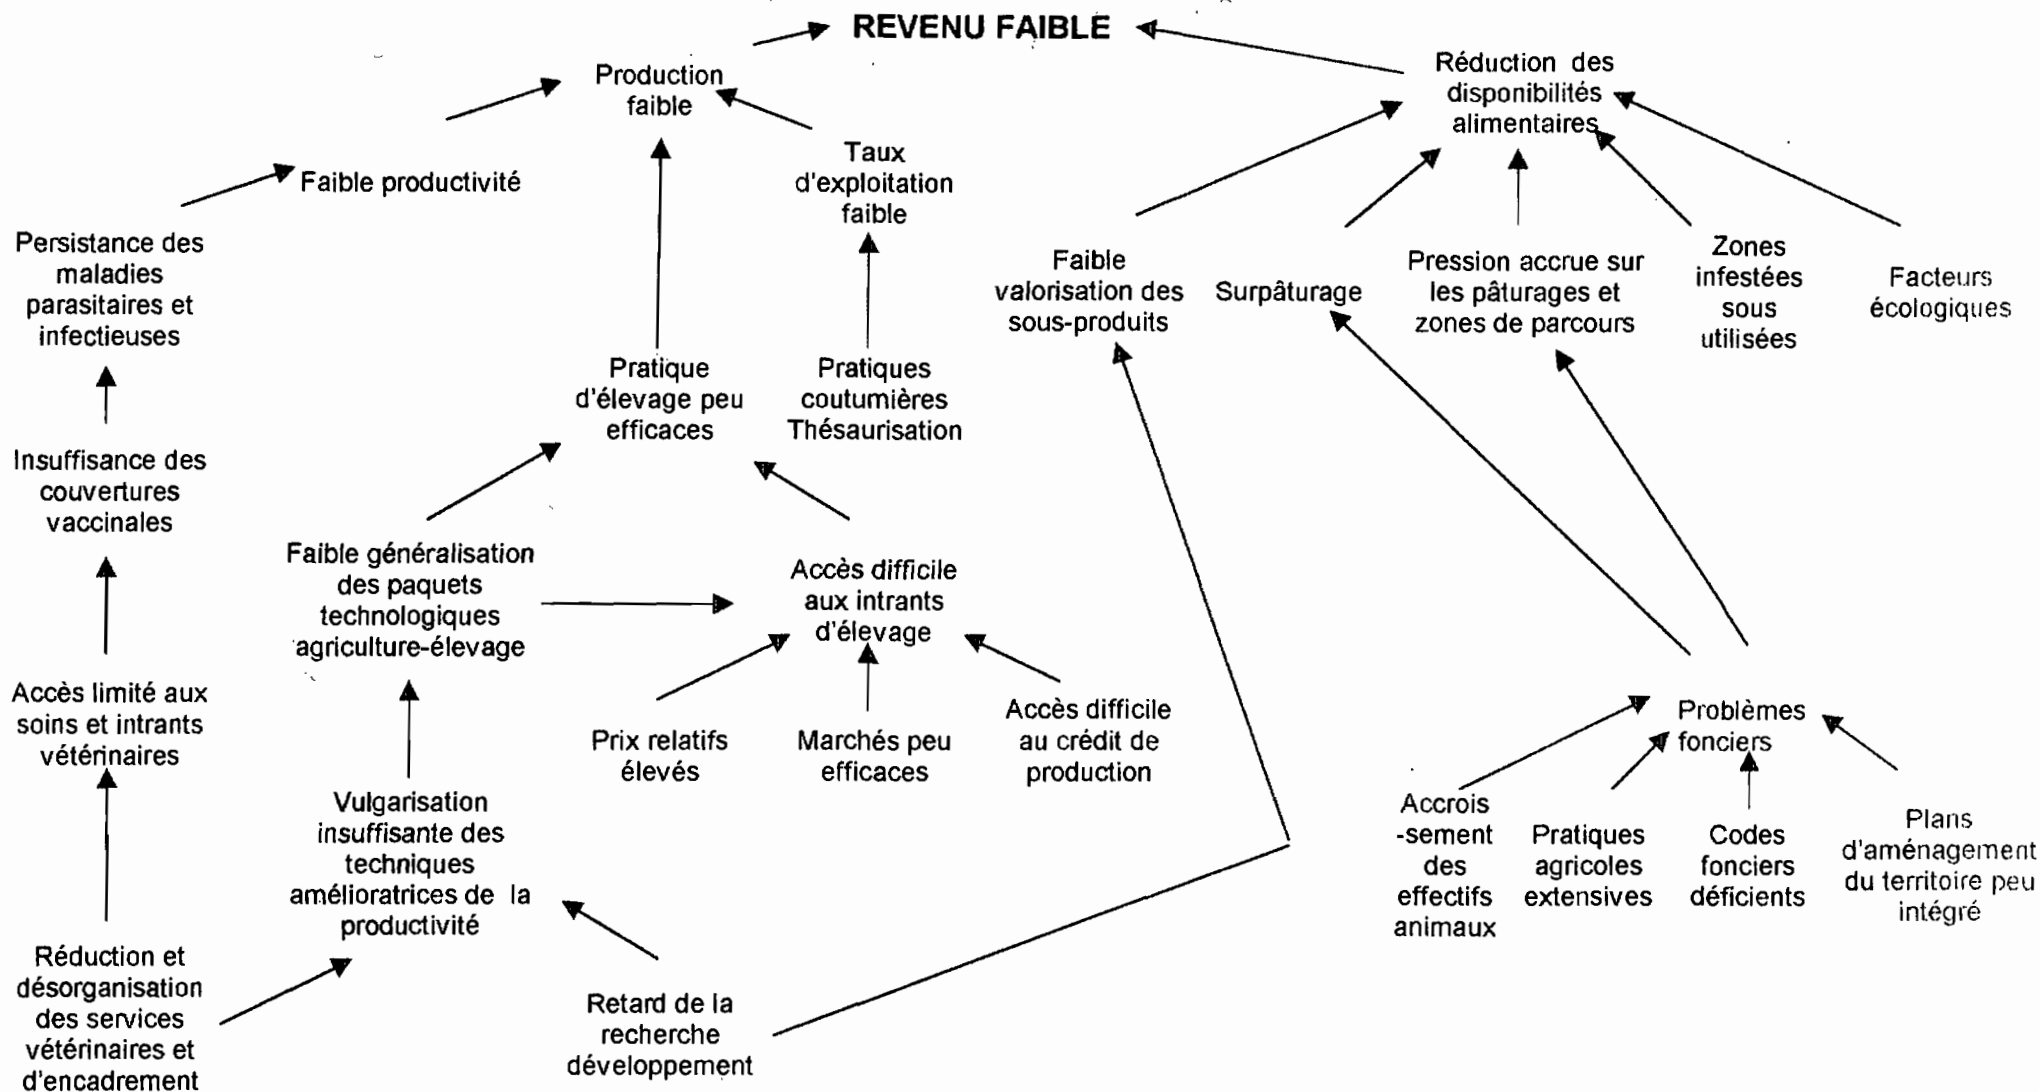 REVENU FAIBLE
Production
faible
Réduction des
disponibilités
alimentaires
Faible productivité
Taux
d'exploitation
faible
Persistance des
maladies
parasitaires et
infectieuses
Faible
valorisation des
sous-produits
Surpâturage
Pression accrue sur
les pâturages et
zones de parcours
Zones
infestées
sous
utilisées
Facteurs
écologiques
Pratique
d'élevage peu
efficaces
Pratiques
coutumières
Thésaurisation
Insuffisance des
couvertures
vaccinales
Faible généralisation
des paquets
technologiques
agriculture-élevage
Accès difficile
aux intrants
d'élevage
Accès limité aux
soins et intrants
vétérinaires
Prix relatifs
élevés
Marchés peu
efficaces
Accès difficile
au crédit de
production
Problèmes
fonciers
Vulgarisation
insuffisante des
techniques
amélioratrices de la
productivité
Accrois
-sement
des
effectifs
animaux
Pratiques
agricoles
extensives
Codes
fonciers
déficients
Plans
d'aménagement
du territoire peu
intégré
Réduction et
désorganisation
des services
vétérinaires et
d'encadrement
Retard de la
recherche
développement